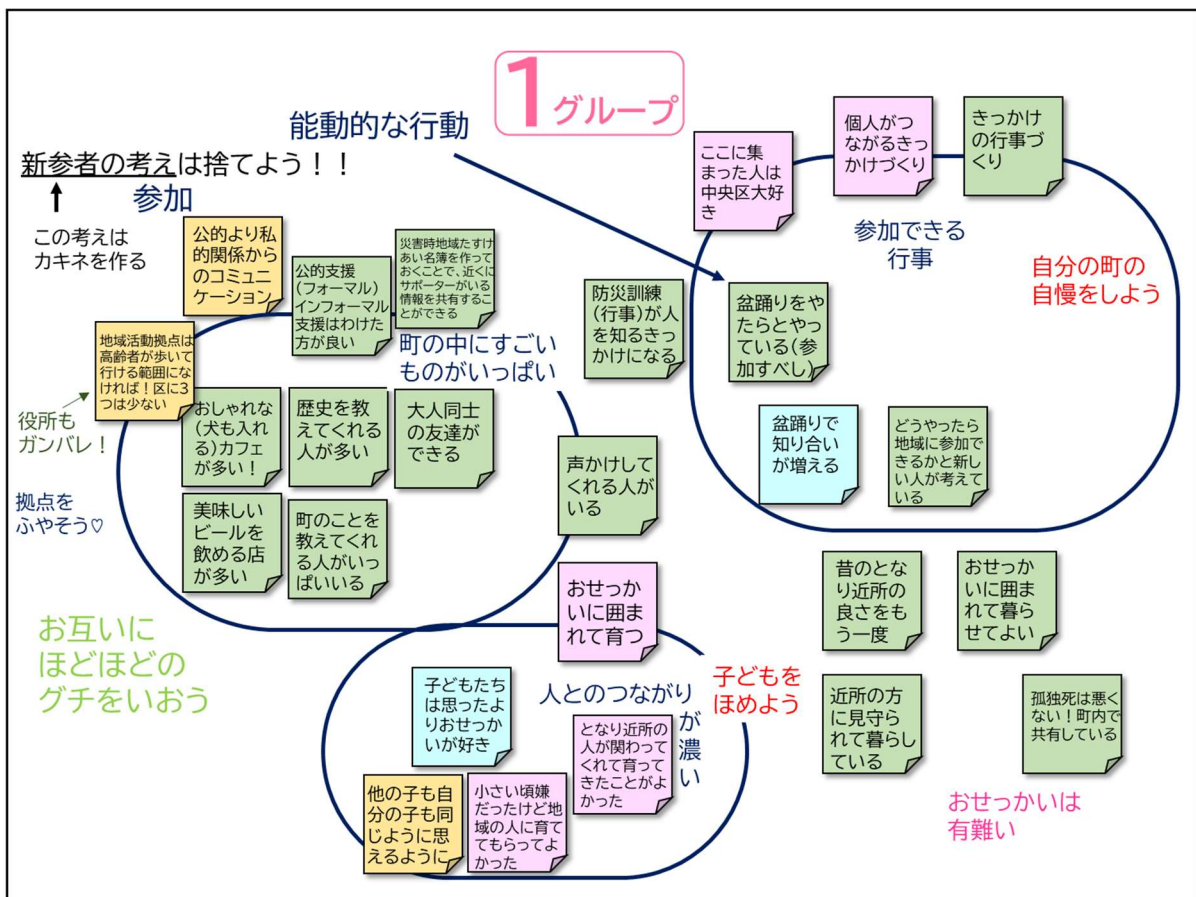 1グループ
能動的な行動
新参者の考えは捨てよう！！
参加
この考えは
カキネを作る
公的より私
的関係から
のコミュニ
ケーション
公的支援
（フォーマル）
インフォーマル
支援はわけた
方が良い
災害時地域たすけ
あい名簿を作って
おくことで、近くに
サポーターがいる
情報を共有するこ
とができる
地域活動拠点は
高齢者が歩いて
行ける範囲にな
ければ！区に3
つは少ない
役所も
ガンバレ！
町の中にすごい
ものがいっぱい
おしゃれな
（犬も入れ
る）カフェ
が多い！
歴史を教
えてくれる
人が多い
大人同士
の友達が
できる
拠点を
ふやそう♡
美味しい
ビールを
飲める店
が多い
町のことを
教えてくれ
る人がいっ
ぱいいる
声かけして
くれる人が
いる
防災訓練
（行事）が人
を知るきっ
かけになる
ここに集
まった人は
中央区大好
き
個人がつ
ながるきっ
かけづくり
きっかけ
の行事づ
くり
参加できる
行事
自分の町の
自慢をしよう
盆踊りをや
たらとやっ
ている（参
加すべし）
盆踊りで
知り合い
が増える
どうやったら
地域に参加で
きるかと新し
い人が考えて
いる
お互いに
ほどほどの
グチをいおう
おせっか
いに囲ま
れて育つ
子どもたち
は思ったよ
りおせっか
いが好き
人とのつながり
が
濃
い
子どもを
ほめよう
となり近所の
人が関わって
くれて育って
きたことがよ
かった
他の子も自
分の子も同
じように思
えるように
小さい頃嫌
だったけど地
域の人に育て
てもらってよ
かった
昔のとな
り近所の
良さをも
う一度
おせっか
いに囲ま
れて暮ら
せてよい
近所の方
に見守ら
れて暮らし
ている
孤独死は悪く
ない！町内で
共有している
おせっかいは
有難い